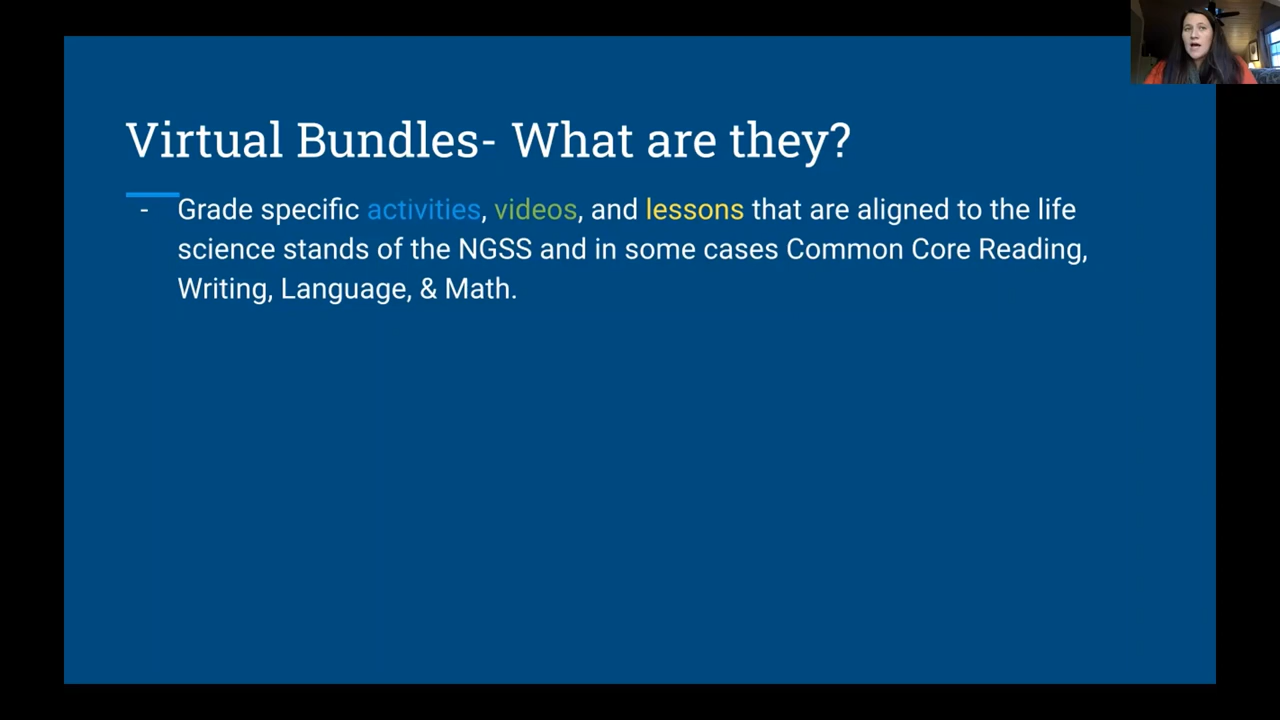 Virtual Bundles- What are they?
- Grade specific activities, videos, and lessons that are aligned to the life
science stands of the NGSS and in some cases Common Core Reading,
Writing, Language, & Math.